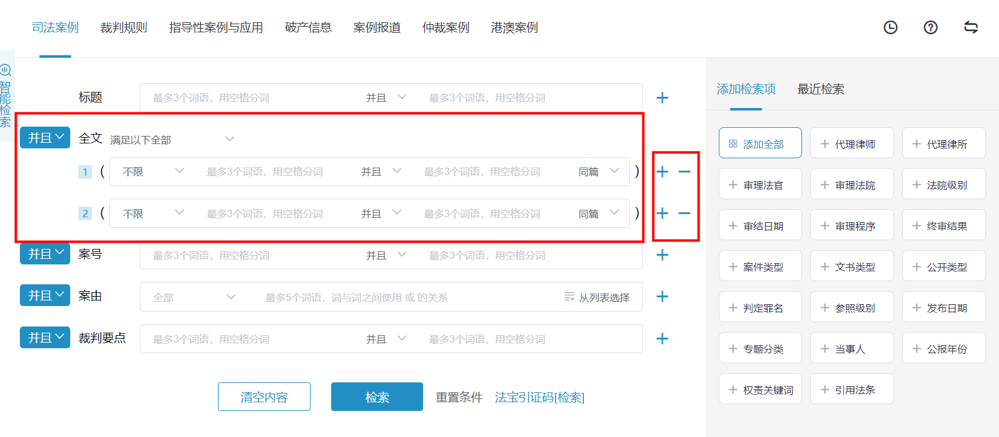 司法案例 裁判规则 指导性案例与应用 破产信息 案例报道 仲裁案例 港澳案例
智能检索
标题 最多3个词语，用空格分词 并且 最多3个词语，用空格分词
并且 全文 满足以下全部
1 ( 不限 最多3个词语，用空格分词 并且 最多3个词语，用空格分词 同篇 )
2 ( 不限 最多3个词语，用空格分词 并且 最多3个词语，用空格分词 同篇 )
并且 案号 最多3个词语，用空格分词 并且 最多3个词语，用空格分词
并且 案由 全部 最多5个词语，词与词之间使用 或 的关系 从列表选择
并且 裁判要点 最多3个词语，用空格分词 并且 最多3个词语，用空格分词
清空内容 检索 重置条件 法宝引证码[检索]
添加检索项 最近检索
添加全部 代理律师 代理律所
审理法官 审理法院 法院级别
审结日期 审理程序 终审结果
案件类型 文书类型 公开类型
判定罪名 参照级别 发布日期
专题分类 当事人 公报年份
权责关键词 引用法条